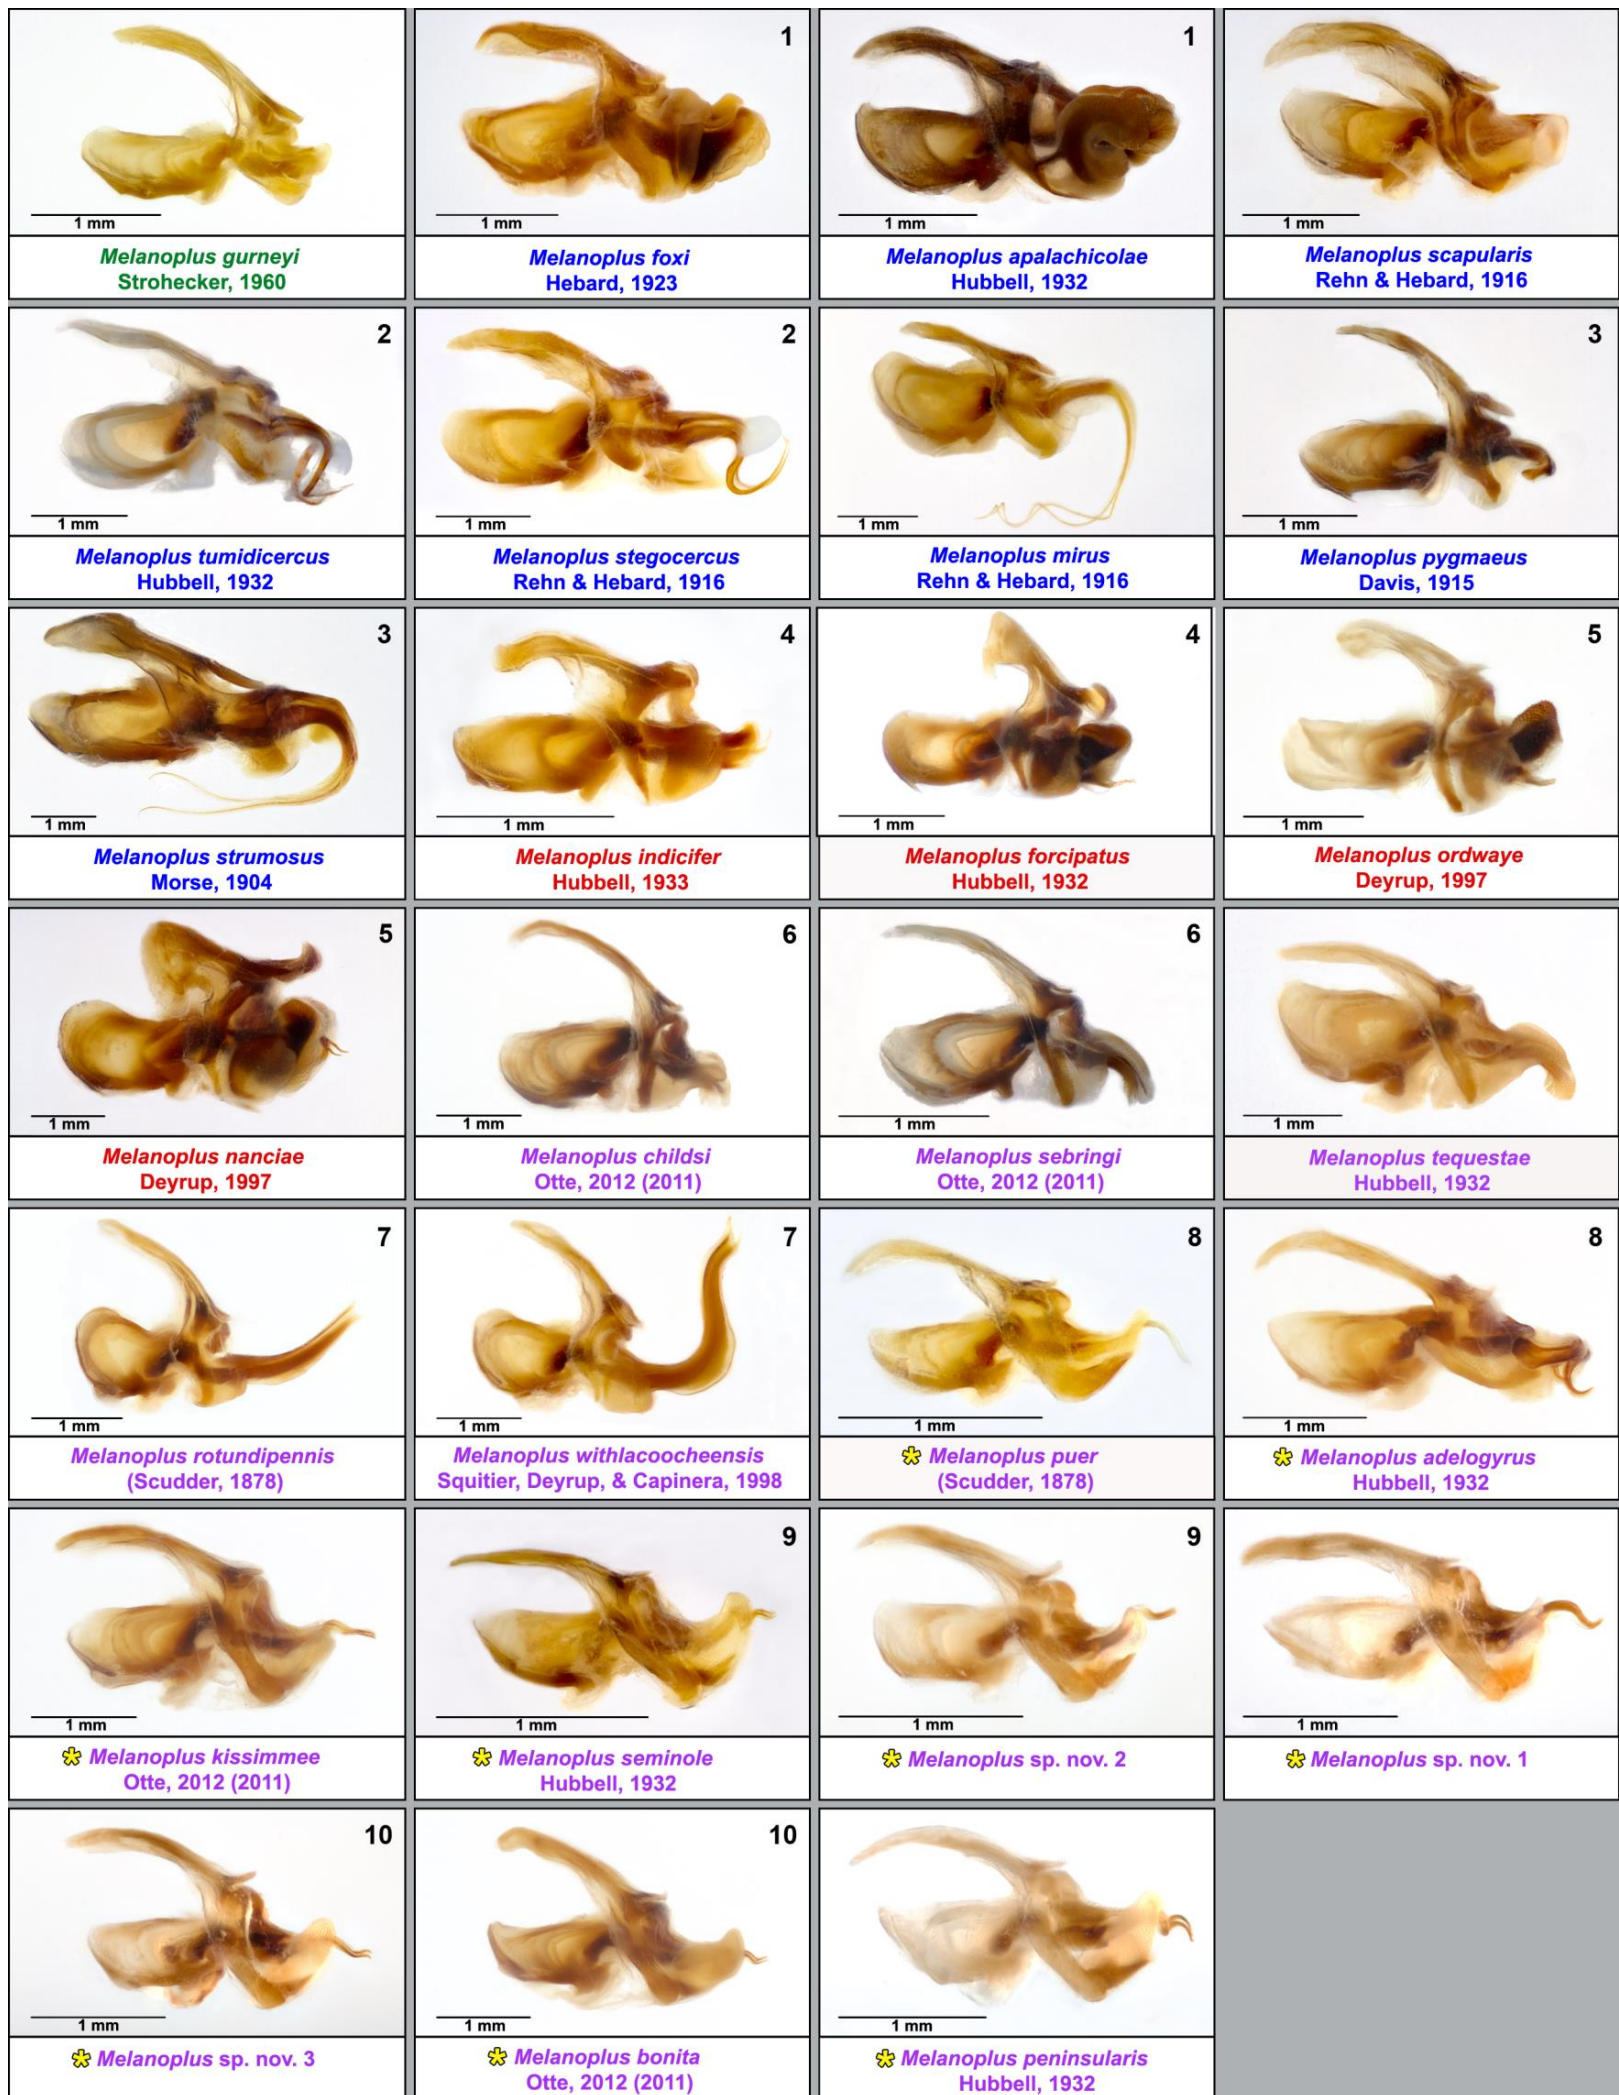 1 mm
Melanoplus gurneyi
Strohecker, 1960
1
1 mm
Melanoplus foxi
Hebard, 1923
1
1 mm
Melanoplus apalachicolae
Hubbell, 1932
1 mm
Melanoplus scapularis
Rehn & Hebard, 1916
2
1 mm
Melanoplus tumidicercus
Hubbell, 1932
2
1 mm
Melanoplus stegocercus
Rehn & Hebard, 1916
1 mm
Melanoplus mirus
Rehn & Hebard, 1916
3
1 mm
Melanoplus pygmaeus
Davis, 1915
3
1 mm
Melanoplus strumosus
Morse, 1904
4
1 mm
Melanoplus indicifer
Hubbell, 1933
4
1 mm
Melanoplus forcipatus
Hubbell, 1932
5
1 mm
Melanoplus ordwaye
Deyrup, 1997
5
1 mm
Melanoplus nanciae
Deyrup, 1997
6
1 mm
Melanoplus childsi
Otte, 2012 (2011)
6
1 mm
Melanoplus sebringi
Otte, 2012 (2011)
1 mm
Melanoplus tequestae
Hubbell, 1932
7
1 mm
Melanoplus rotundipennis
(Scudder, 1878)
7
1 mm
Melanoplus withlacoocheensis
Squitier, Deyrup, & Capinera, 1998
8
1 mm
* Melanoplus puer
(Scudder, 1878)
8
1 mm
* Melanoplus adelogyrus
Hubbell, 1932
1 mm
* Melanoplus kissimmee
Otte, 2012 (2011)
9
1 mm
* Melanoplus seminole
Hubbell, 1932
9
1 mm
* Melanoplus sp. nov. 2
1 mm
* Melanoplus sp. nov. 1
10
1 mm
* Melanoplus sp. nov. 3
10
1 mm
* Melanoplus bonita
Otte, 2012 (2011)
1 mm
* Melanoplus peninsularis
Hubbell, 1932